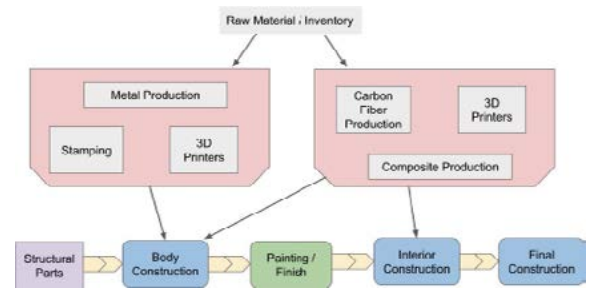 Raw Material / Inventory
Metal Production
Stamping
3D
Printers
Carbon
Fiber
Production
3D
Printers
Composite Production
Structural
Parts
Body
Construction
Painting /
Finish
Interior
Construction
Final
Construction